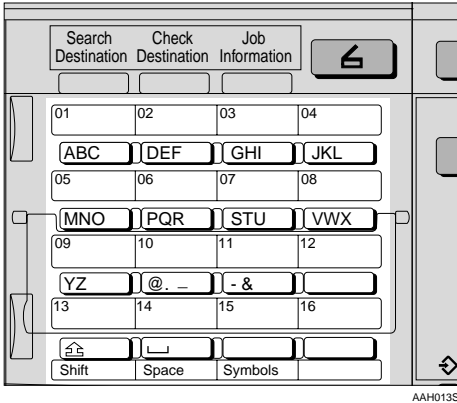 Search Check Job
Destination Destination Information
01 02 03 04
ABC DEF GHI JKL
05 06 07 08
MNO PQR STU VWX
09 10 11 12
YZ @. _ - &
13 14 15 16
Shift Space Symbols
AAH013S